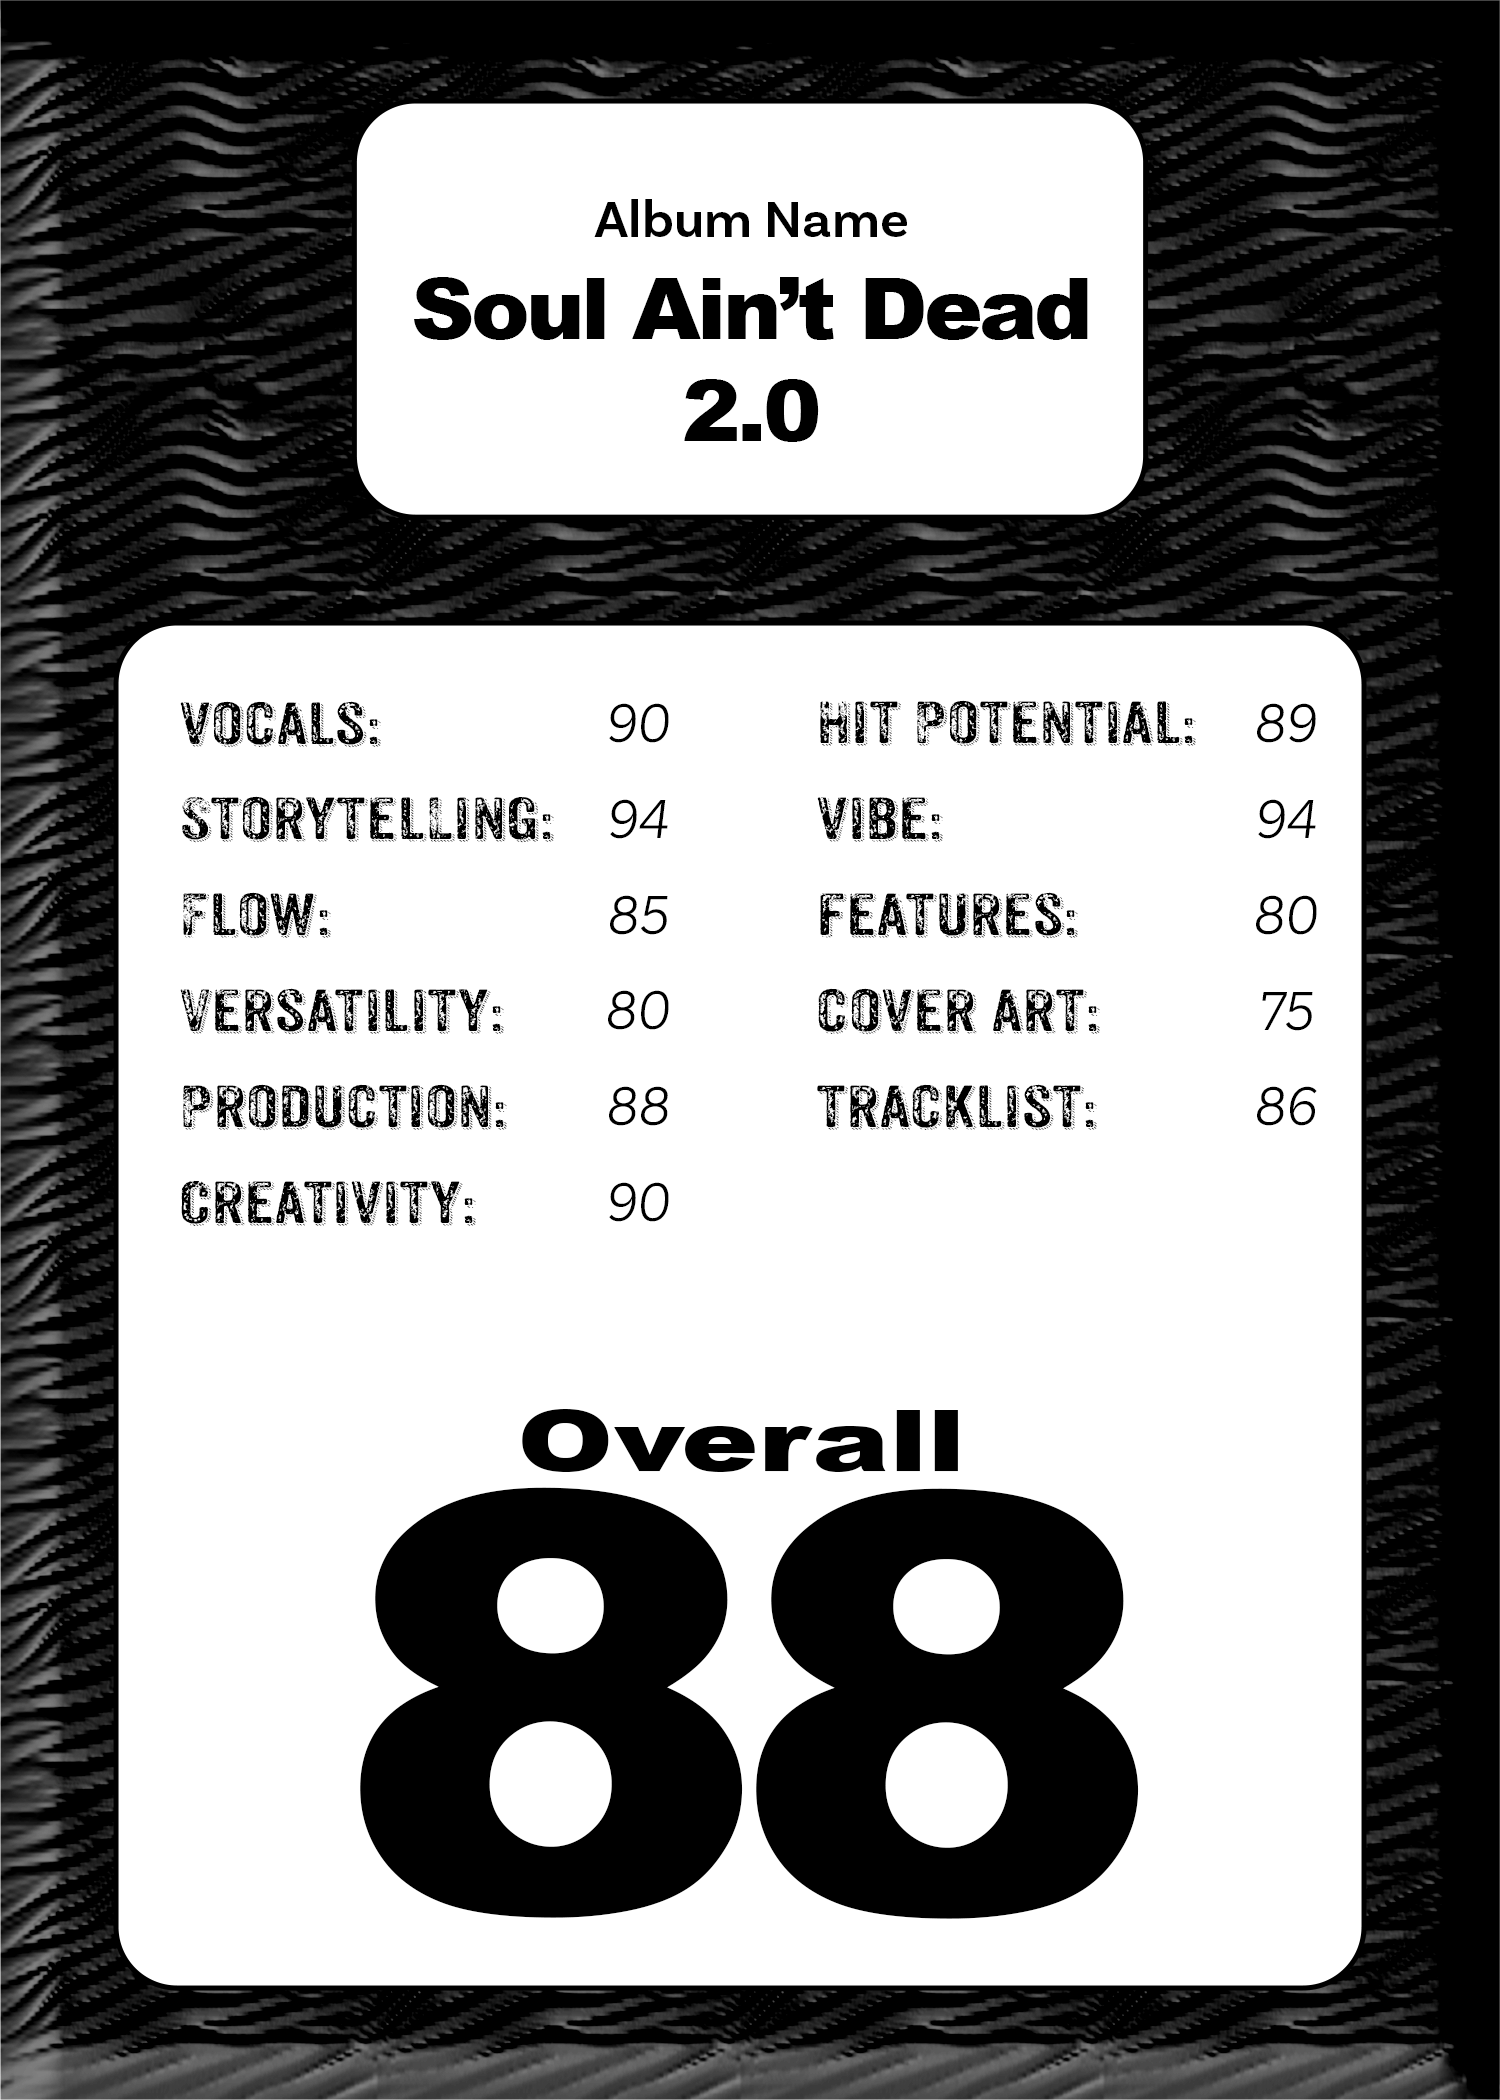 Album Name
Soul Ain’t Dead
2.0
VOCALS: 90
STORYTELLING: 94
FLOW: 85
VERSATILITY: 80
PRODUCTION: 88
CREATIVITY: 90
HIT POTENTIAL: 89
VIBE: 94
FEATURES: 80
COVER ART: 75
TRACKLIST: 86
Overall
88